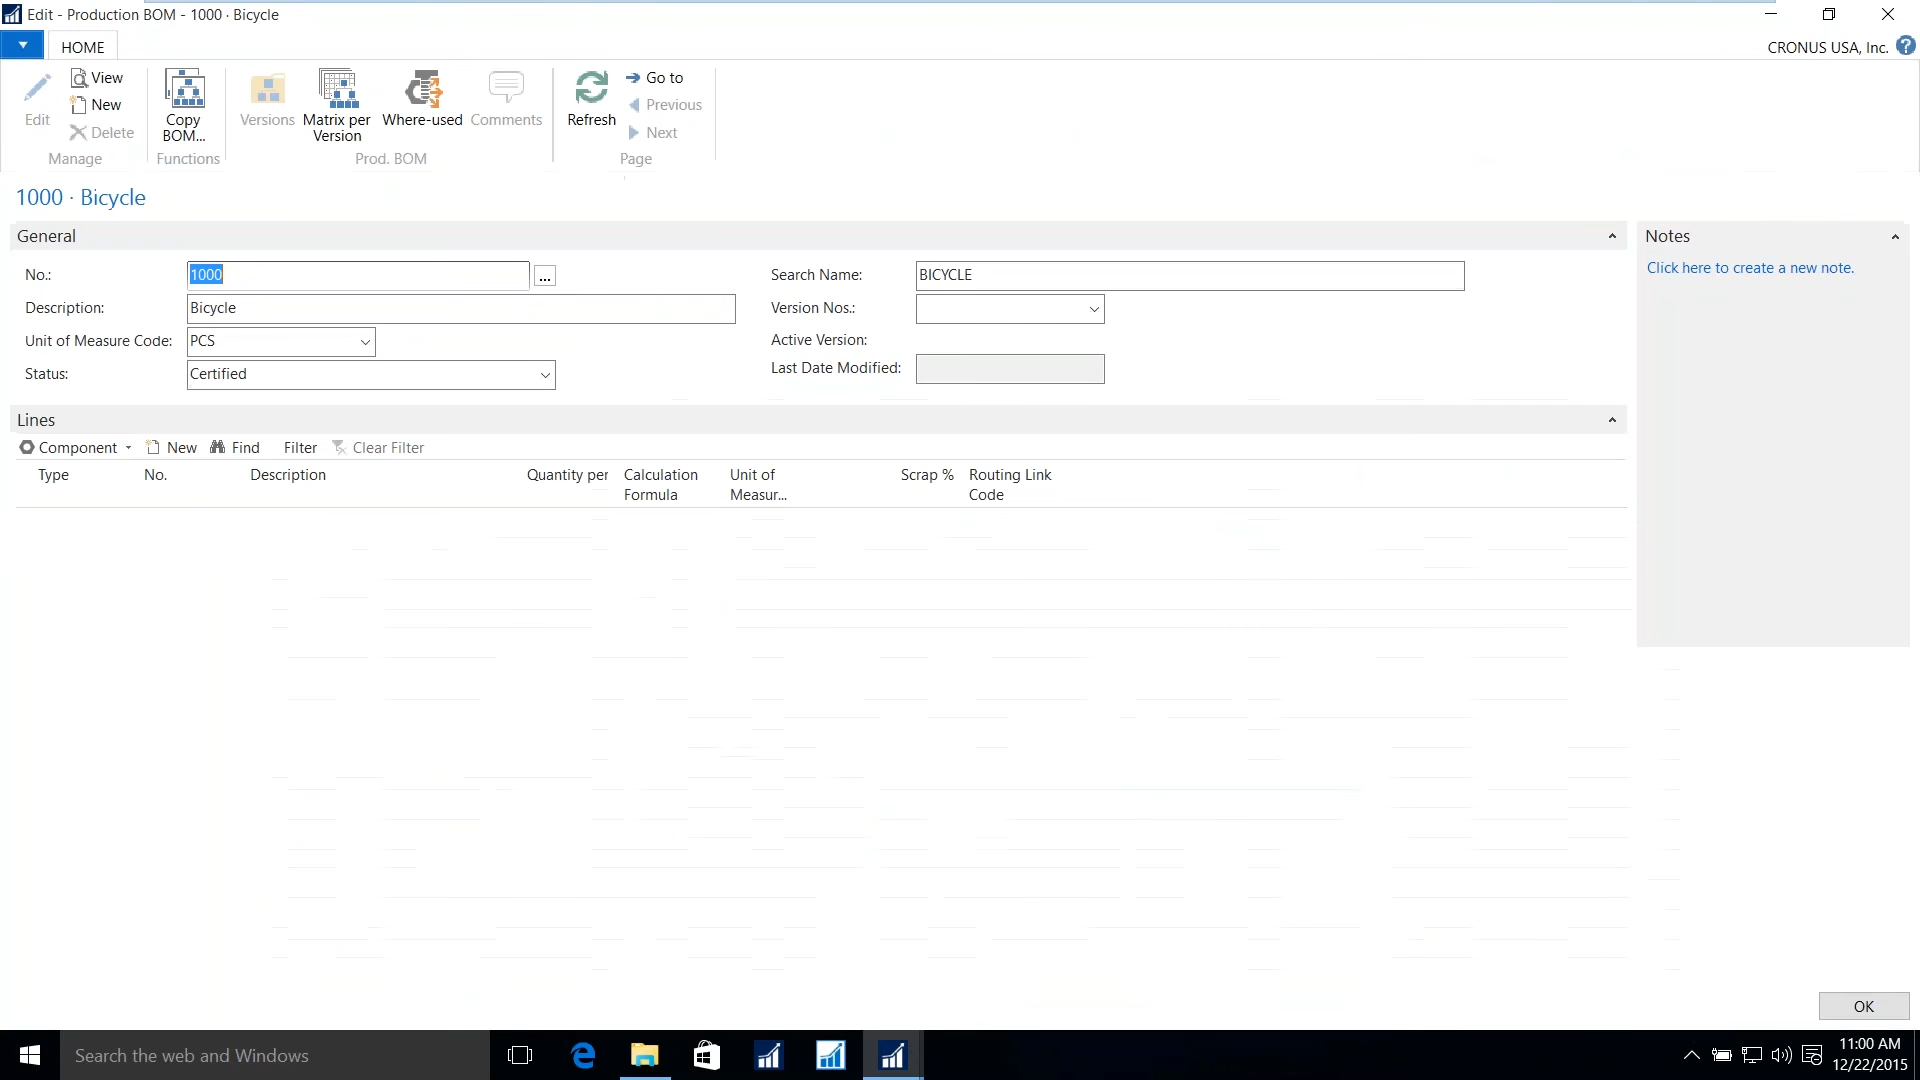 Edit - Production BOM - 1000 · Bicycle
HOME
CRONUS USA, Inc.
Edit
View
New
Delete
Manage
Copy
BOM...
Functions
Versions
Matrix per
Version
Where-used
Comments
Prod. BOM
Refresh
Go to
Previous
Next
Page
1000 · Bicycle
General
No.: 1000 ...
Description: Bicycle
Unit of Measure Code: PCS
Status: Certified
Search Name: BICYCLE
Version Nos.:
Active Version:
Last Date Modified:
Notes
Click here to create a new note.
Lines
Component New Find Filter Clear Filter
Type No. Description Quantity per Calculation Unit of Scrap % Routing Link
Formula Measur... Code
OK
Search the web and Windows
11:00 AM
12/22/2015